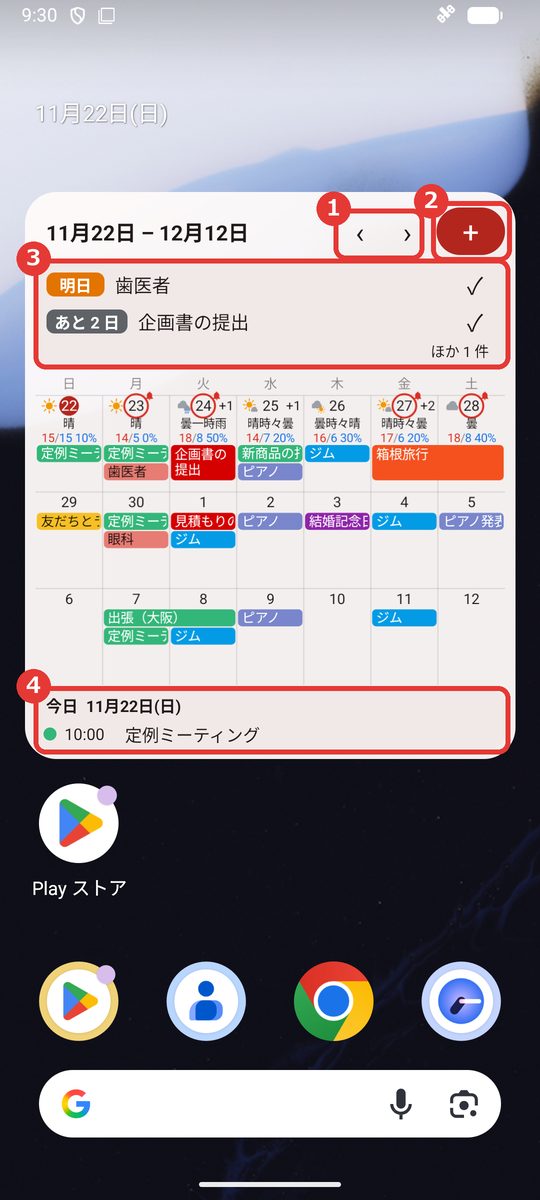 9:30
11月22日(日)
1
2
11月22日 – 12月12日
‹ › +
3
明日 歯医者 ✓
あと 2 日 企画書の提出 ✓
ほか 1 件
日 月 火 水 木 金 土
22 23 24 +1 25 +1 26 27 +2 28
晴 晴 曇一時雨 晴時々曇 曇時々晴 晴時々曇 曇
15/15 10% 14/5 0% 18/8 50% 14/7 20% 16/6 30% 17/6 20% 18/8 40%
定例ミーテ 定例ミーテ 企画書の 新商品の打 ジム 箱根旅行
歯医者 提出 ピアノ
29 30 1 2 3 4 5
友だちとラ 定例ミーテ 見積もりの ピアノ 結婚記念日 ジム ピアノ発表
眼科 ジム
6 7 8 9 10 11 12
出張（大阪） ピアノ ジム
定例ミーテ ジム
4
今日 11月22日(日)
10:00 定例ミーティング
Play ストア